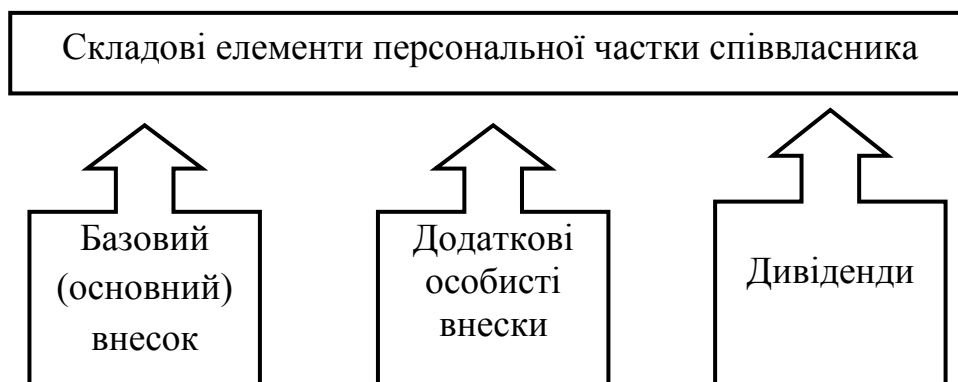 Складові елементи персональної частки співвласника
Базовий
(основний)
внесок
Додаткові
особисті
внески
Дивіденди